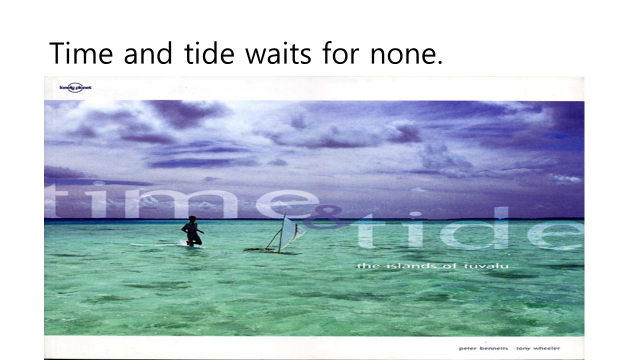 Time and tide waits for none.
lonely planet
time
&
tide
the islands of tuvalu
peter bennetts tony wheeler